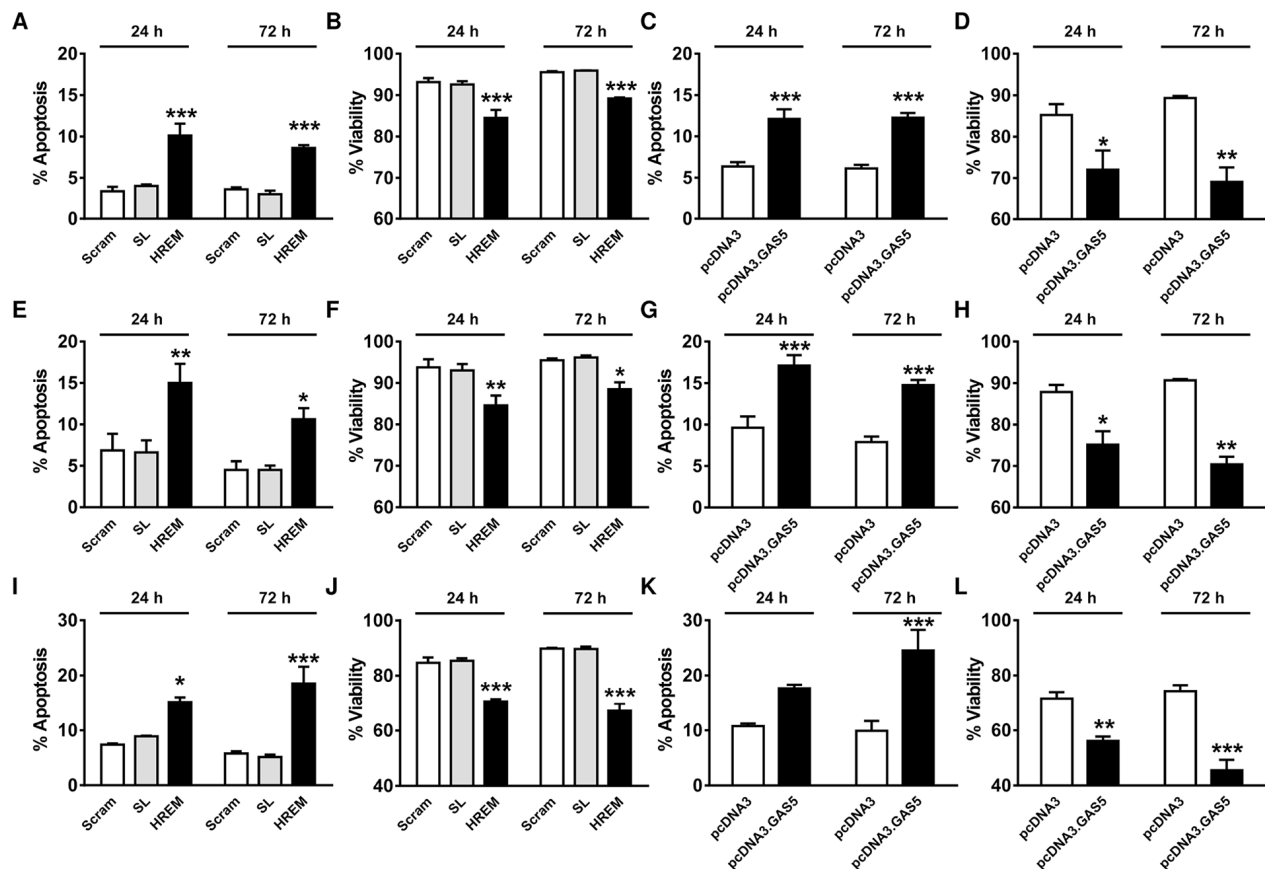 A
24 h 72 h
% Apoptosis
20
15
10
5
0
*** ***
Scram SL HREM Scram SL HREM
B
24 h 72 h
% Viability
100
90
80
70
60
*** ***
Scram SL HREM Scram SL HREM
C
24 h 72 h
% Apoptosis
20
15
10
5
0
*** ***
pcDNA3 pcDNA3.GAS5 pcDNA3 pcDNA3.GAS5
D
24 h 72 h
% Viability
100
90
80
70
60
* **
pcDNA3 pcDNA3.GAS5 pcDNA3 pcDNA3.GAS5
E
24 h 72 h
% Apoptosis
20
15
10
5
0
** *
Scram SL HREM Scram SL HREM
F
24 h 72 h
% Viability
100
90
80
70
60
** *
Scram SL HREM Scram SL HREM
G
24 h 72 h
% Apoptosis
20
15
10
5
0
*** ***
pcDNA3 pcDNA3.GAS5 pcDNA3 pcDNA3.GAS5
H
24 h 72 h
% Viability
100
90
80
70
60
* **
pcDNA3 pcDNA3.GAS5 pcDNA3 pcDNA3.GAS5
I
24 h 72 h
% Apoptosis
30
20
10
0
* ***
Scram SL HREM Scram SL HREM
J
24 h 72 h
% Viability
100
80
60
40
*** ***
Scram SL HREM Scram SL HREM
K
24 h 72 h
% Apoptosis
30
20
10
0
***
pcDNA3 pcDNA3.GAS5 pcDNA3 pcDNA3.GAS5
L
24 h 72 h
% Viability
100
80
60
40
** ***
pcDNA3 pcDNA3.GAS5 pcDNA3 pcDNA3.GAS5